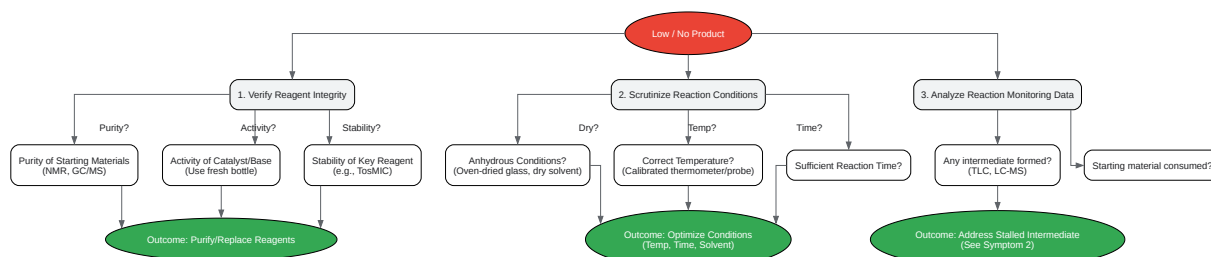 Low / No Product
1. Verify Reagent Integrity
2. Scrutinize Reaction Conditions
3. Analyze Reaction Monitoring Data
Purity?
Activity?
Stability?
Dry?
Temp?
Time?
Purity of Starting Materials
(NMR, GC/MS)
Activity of Catalyst/Base
(Use fresh bottle)
Stability of Key Reagent
(e.g., TosMIC)
Anhydrous Conditions?
(Oven-dried glass, dry solvent)
Correct Temperature?
(Calibrated thermometer/probe)
Sufficient Reaction Time?
Any intermediate formed?
(TLC, LC-MS)
Starting material consumed?
Outcome: Purify/Replace Reagents
Outcome: Optimize Conditions
(Temp, Time, Solvent)
Outcome: Address Stalled Intermediate
(See Symptom 2)